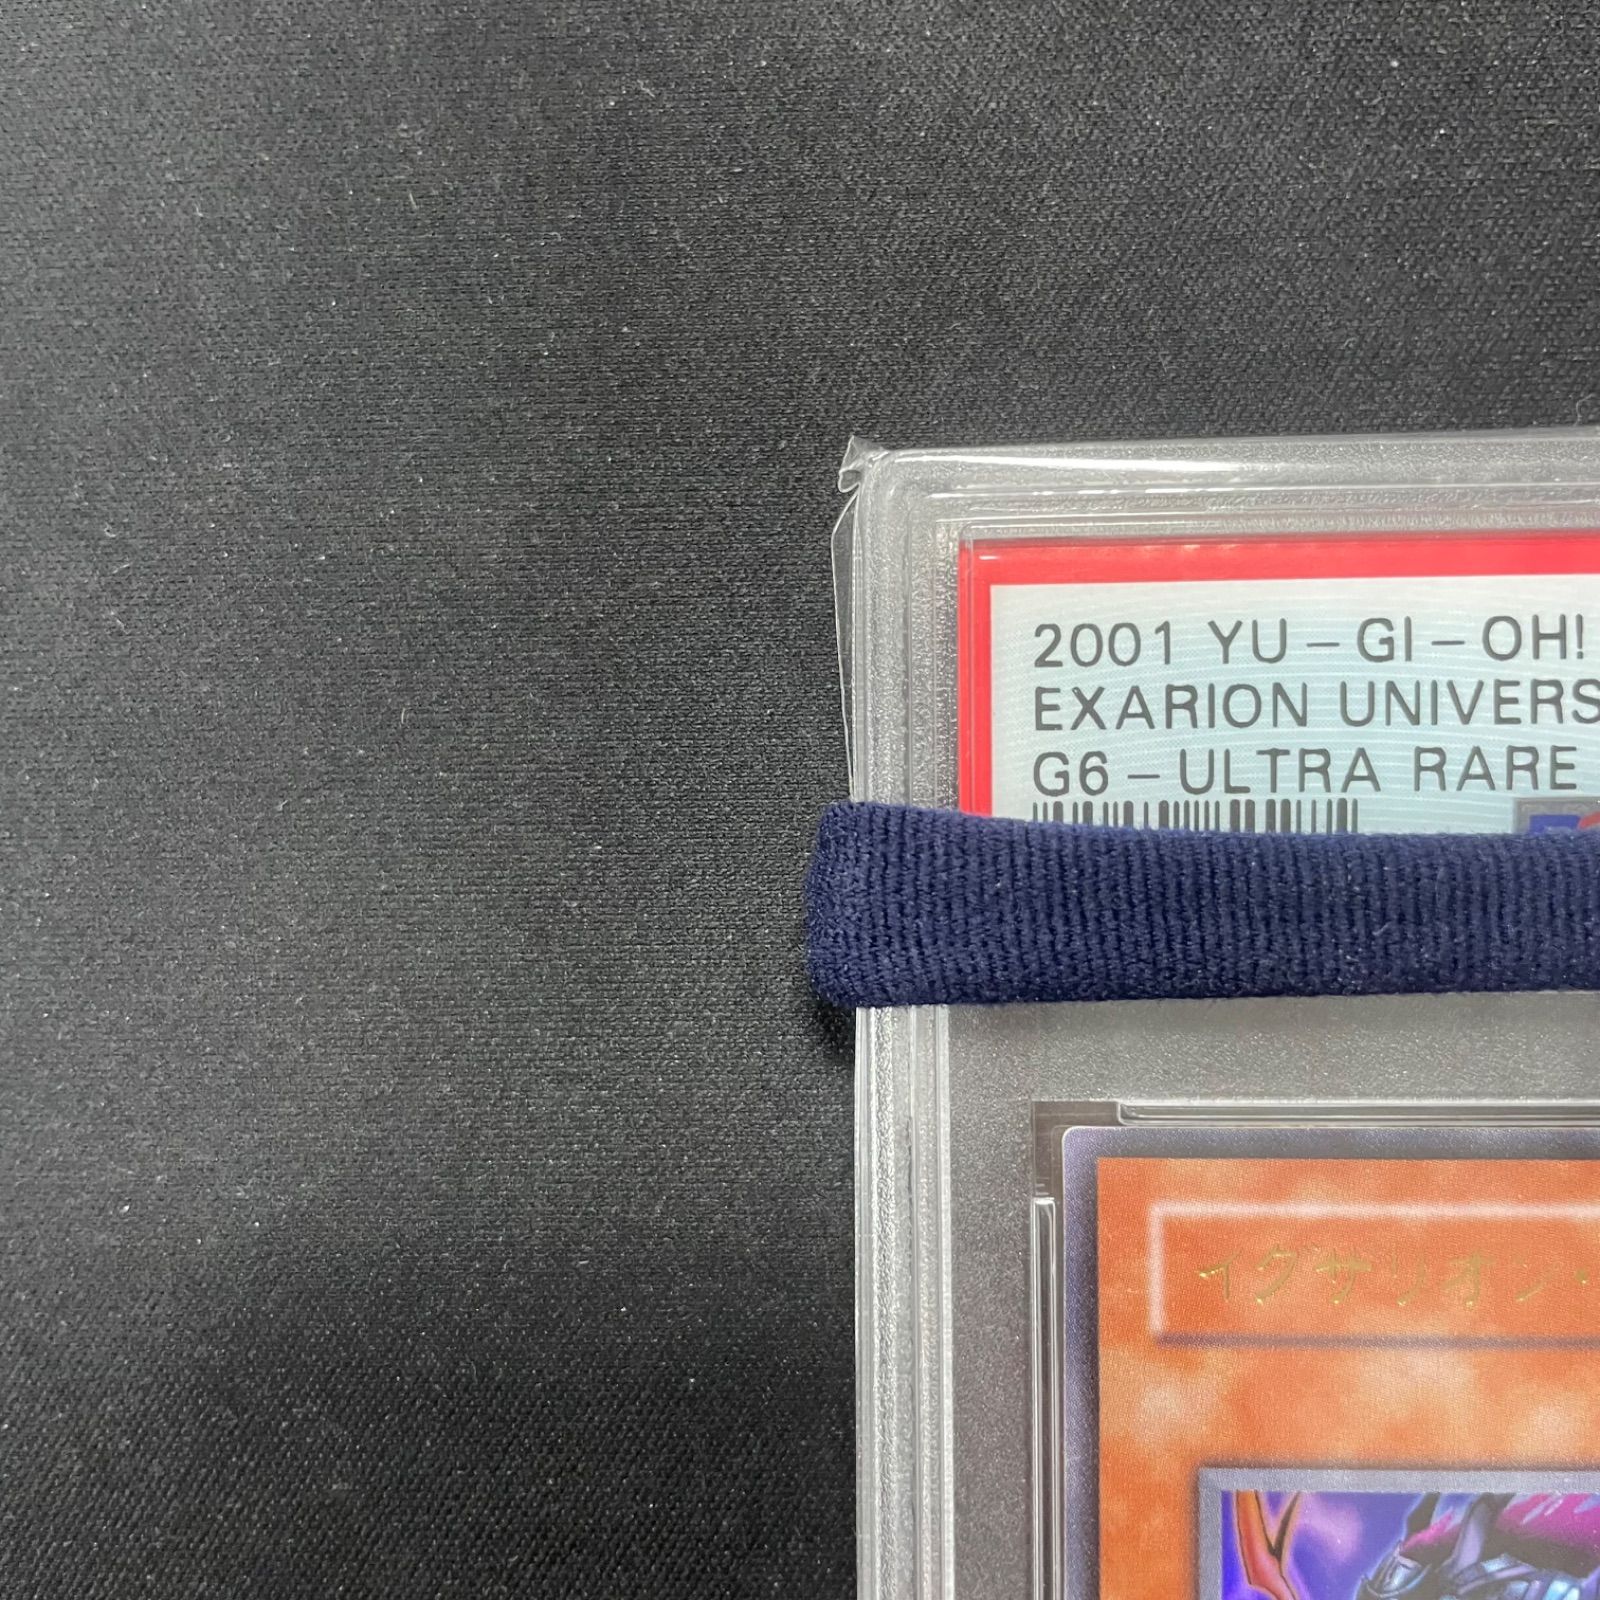 2001 YU-GI-OH!
EXARION UNIVERS
G6-ULTRA RARE
イグザリオン・